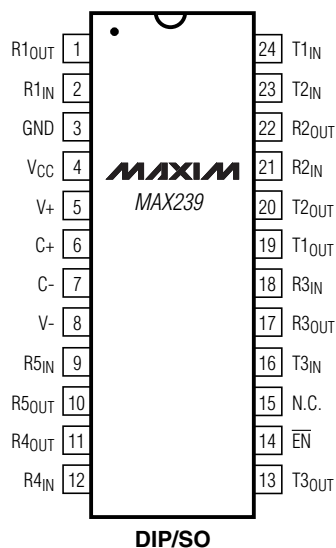 R1OUT 1 24 T1IN
R1IN 2 23 T2IN
GND 3 22 R2OUT
VCC 4 21 R2IN
MAXIM
MAX239
V+ 5 20 T2OUT
C+ 6 19 T1OUT
C- 7 18 R3IN
V- 8 17 R3OUT
R5IN 9 16 T3IN
R5OUT 10 15 N.C.
R4OUT 11 14 E̅N̅
R4IN 12 13 T3OUT
DIP/SO